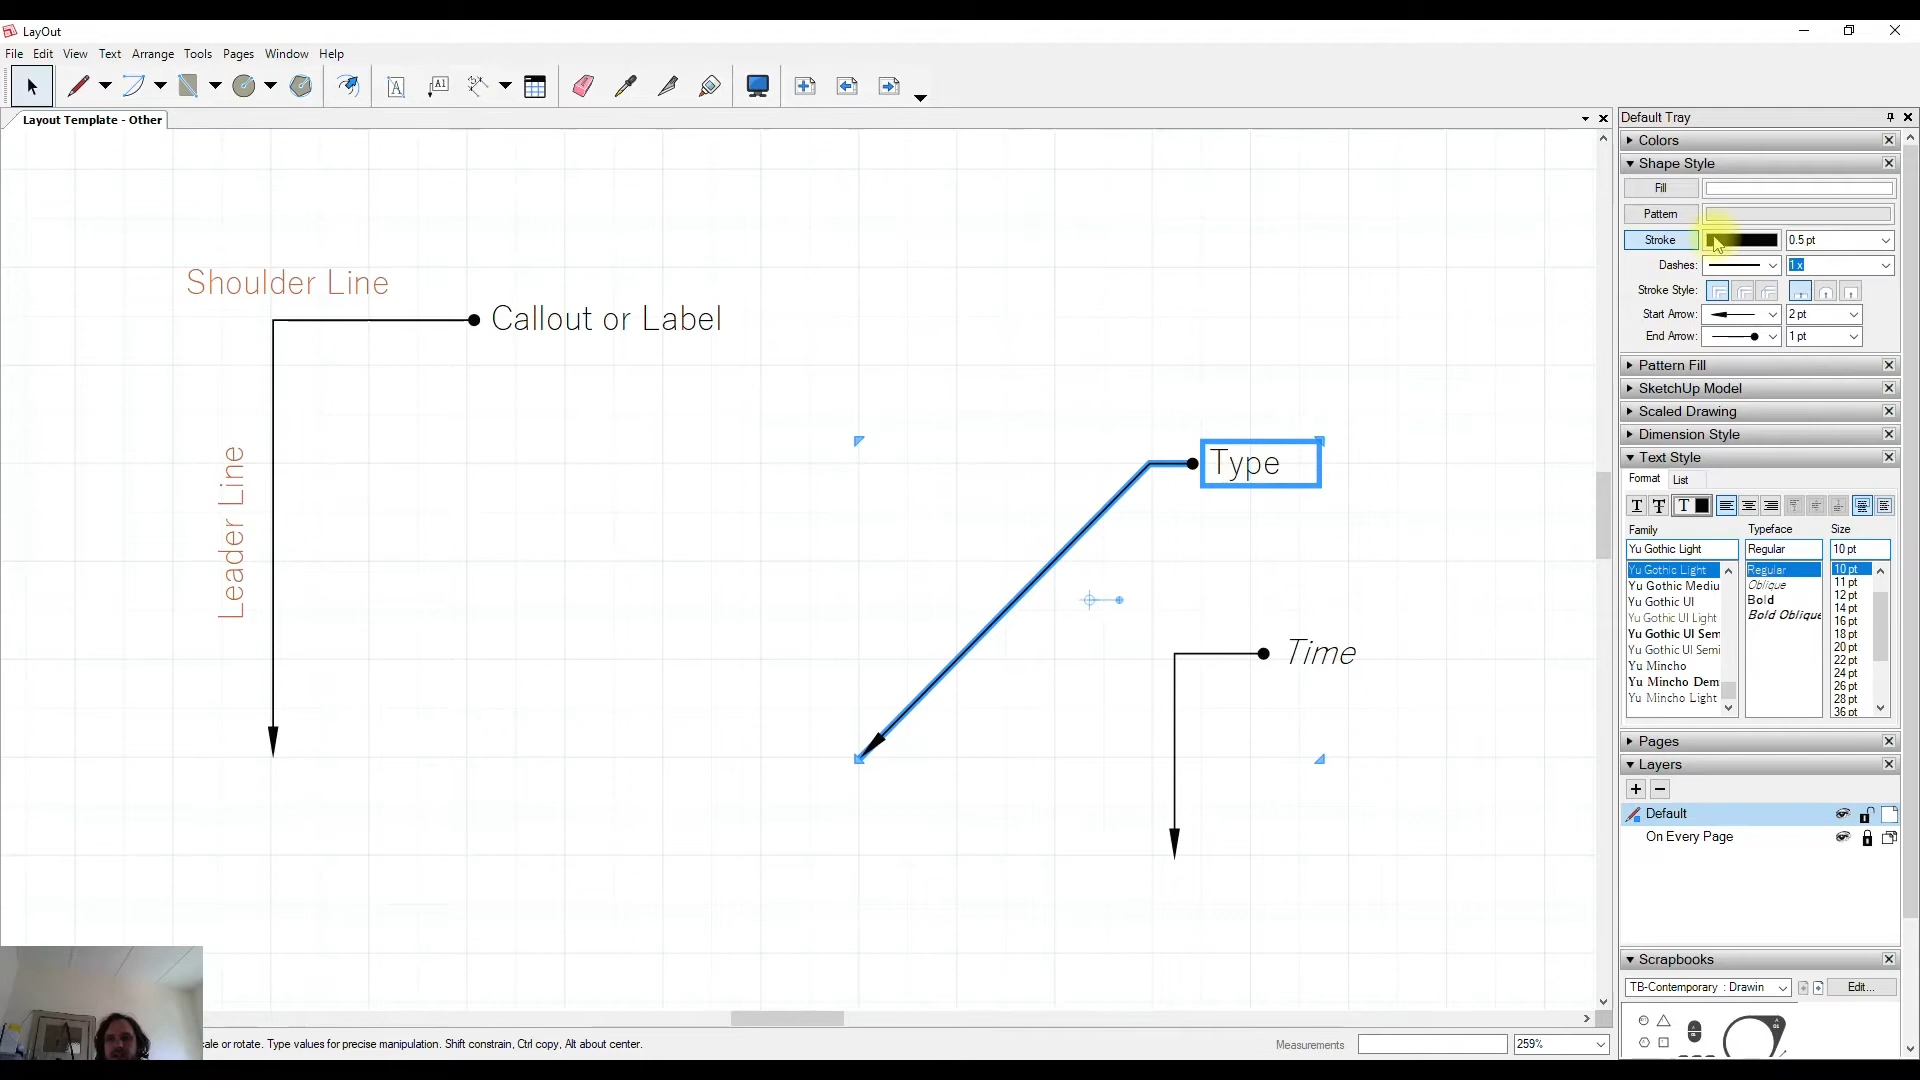 LayOut
File Edit View Text Arrange Tools Pages Window Help
A A1
Layout Template - Other
Shoulder Line
Callout or Label
Leader Line
Type
Time
Default Tray
Colors
Shape Style
Fill
Pattern
Stroke 0.5 pt
Dashes: 1 x
Stroke Style:
Start Arrow: 2 pt
End Arrow: 1 pt
Pattern Fill
SketchUp Model
Scaled Drawing
Dimension Style
Text Style
Format List
Family Typeface Size
Yu Gothic Light Regular 10 pt
Yu Gothic Light Regular 10 pt
Yu Gothic Mediu Oblique 11 pt
Yu Gothic UI Bold 12 pt
Yu Gothic UI Light Bold Oblique 14 pt
Yu Gothic UI Sem 16 pt
Yu Gothic UI Semi 18 pt
Yu Mincho 20 pt
Yu Mincho Dem 22 pt
Yu Mincho Light 24 pt
26 pt
28 pt
36 pt
Pages
Layers
Default
On Every Page
Scrapbooks
TB-Contemporary : Drawin Edit...
cale or rotate. Type values for precise manipulation. Shift constrain, Ctrl copy, Alt about center.
Measurements 259%